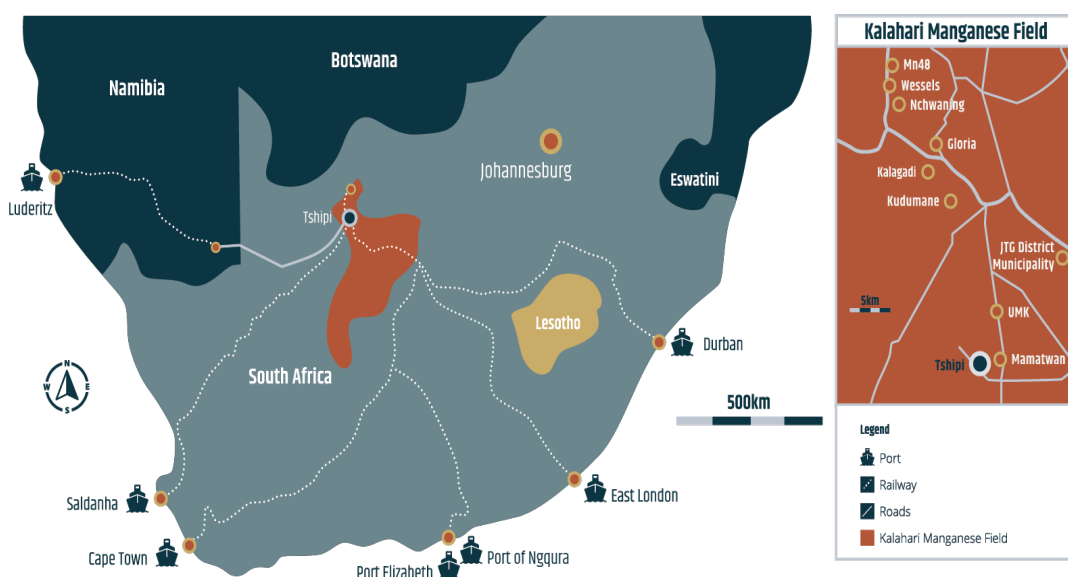 Namibia
Botswana
Johannesburg
Eswatini
Luderitz
Tshipi
Lesotho
Durban
South Africa
N
W E
S
500km
Saldanha
East London
Cape Town
Port Elizabeth
Port of Ngqura
Kalahari Manganese Field
Mn48
Wessels
Nchwaning
Gloria
Kalagadi
Kudumane
JTG District
Municipality
5km
UMK
Tshipi
Mamatwan
Legend
Port
Railway
Roads
Kalahari Manganese Field